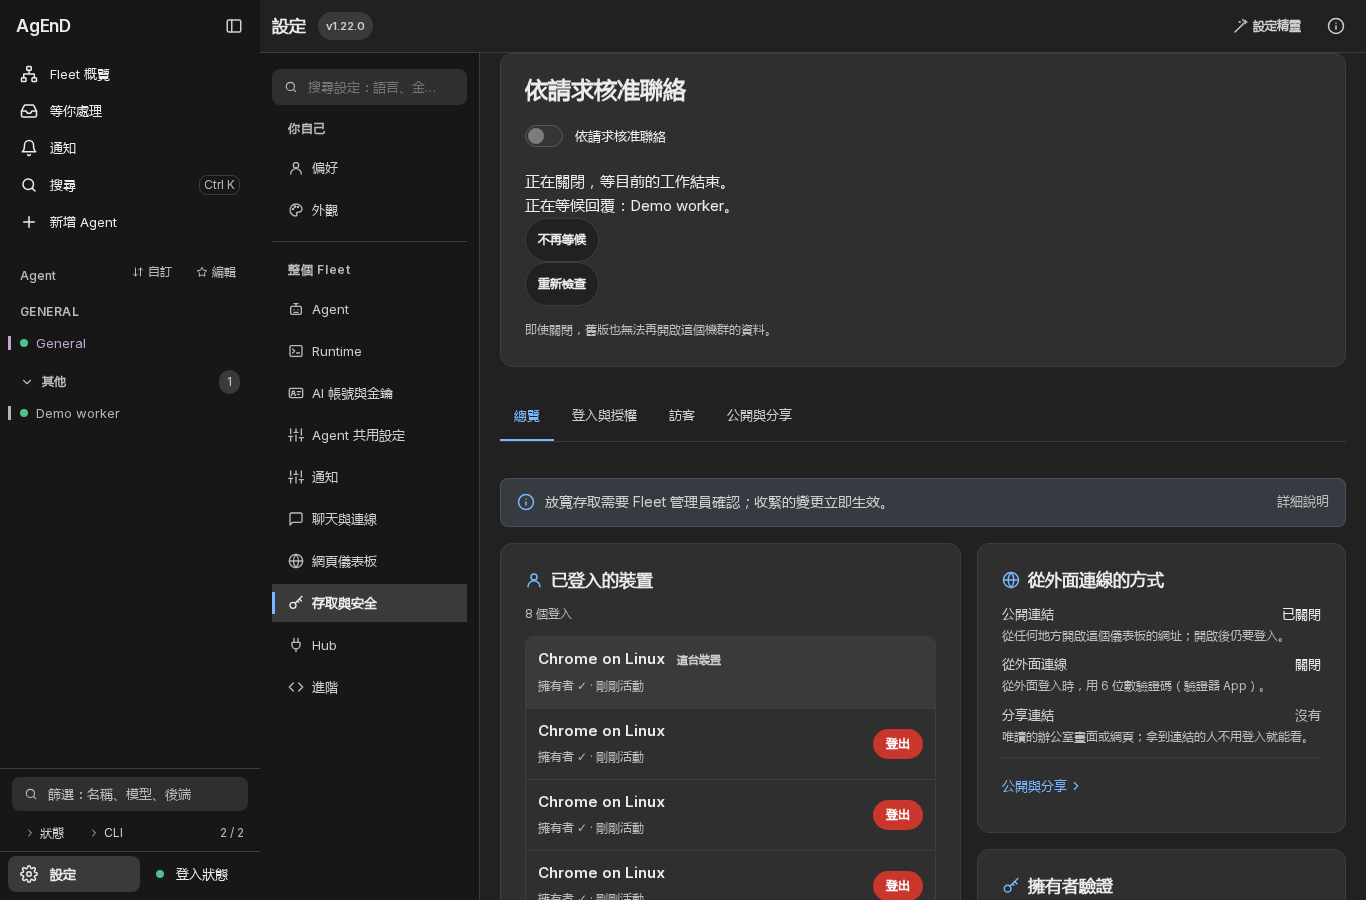 AgEnD
Fleet 概覽
等你處理
通知
搜尋
Ctrl K
新增 Agent
Agent
自訂
編輯
GENERAL
General
其他
1
Demo worker
篩選：名稱、模型、後端
狀態
CLI
2 / 2
設定
登入狀態
設定
v1.22.0
設定精靈
搜尋設定：語言、金…
你自己
偏好
外觀
整個 Fleet
Agent
Runtime
AI 帳號與金鑰
Agent 共用設定
通知
聊天與連線
網頁儀表板
存取與安全
Hub
進階
依請求核准聯絡
依請求核准聯絡
正在關閉，等目前的工作結束。
正在等候回覆：Demo worker。
不再等候
重新檢查
即使關閉，舊版也無法再開啟這個機群的資料。
總覽
登入與授權
訪客
公開與分享
放寬存取需要 Fleet 管理員確認；收緊的變更立即生效。
詳細說明
已登入的裝置
8 個登入
Chrome on Linux 這台裝置
擁有者 ✓ · 剛剛活動
Chrome on Linux
擁有者 ✓ · 剛剛活動
登出
Chrome on Linux
擁有者 ✓ · 剛剛活動
登出
Chrome on Linux
擁有者 ✓ · 剛剛活動
登出
從外面連線的方式
公開連結
已關閉
從任何地方開啟這個儀表板的網址；開啟後仍要登入。
從外面連線
關閉
從外面登入時，用 6 位數驗證碼（驗證器 App）。
分享連結
沒有
唯讀的辦公室畫面或網頁；拿到連結的人不用登入就能看。
公開與分享
擁有者驗證